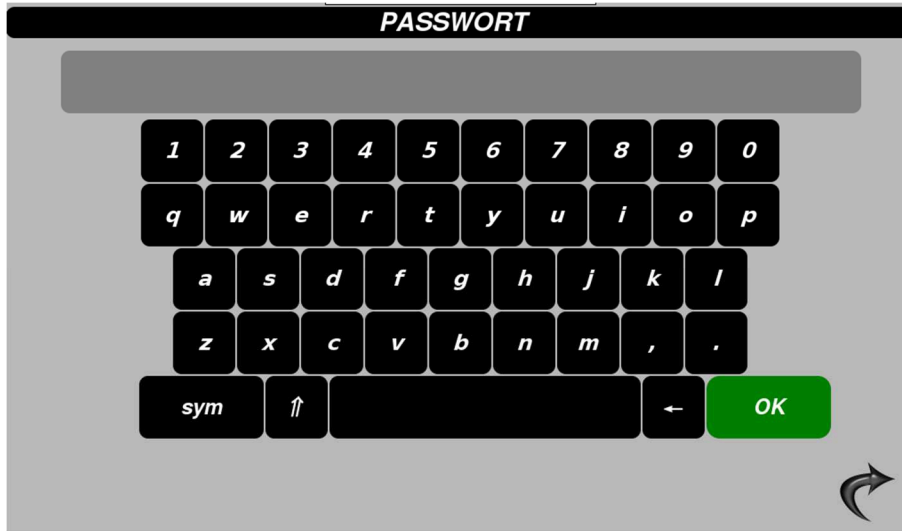 PASSWORT
1 2 3 4 5 6 7 8 9 0
q w e r t y u i o p
a s d f g h j k l
z x c v b n m , .
sym ⇑ ← OK